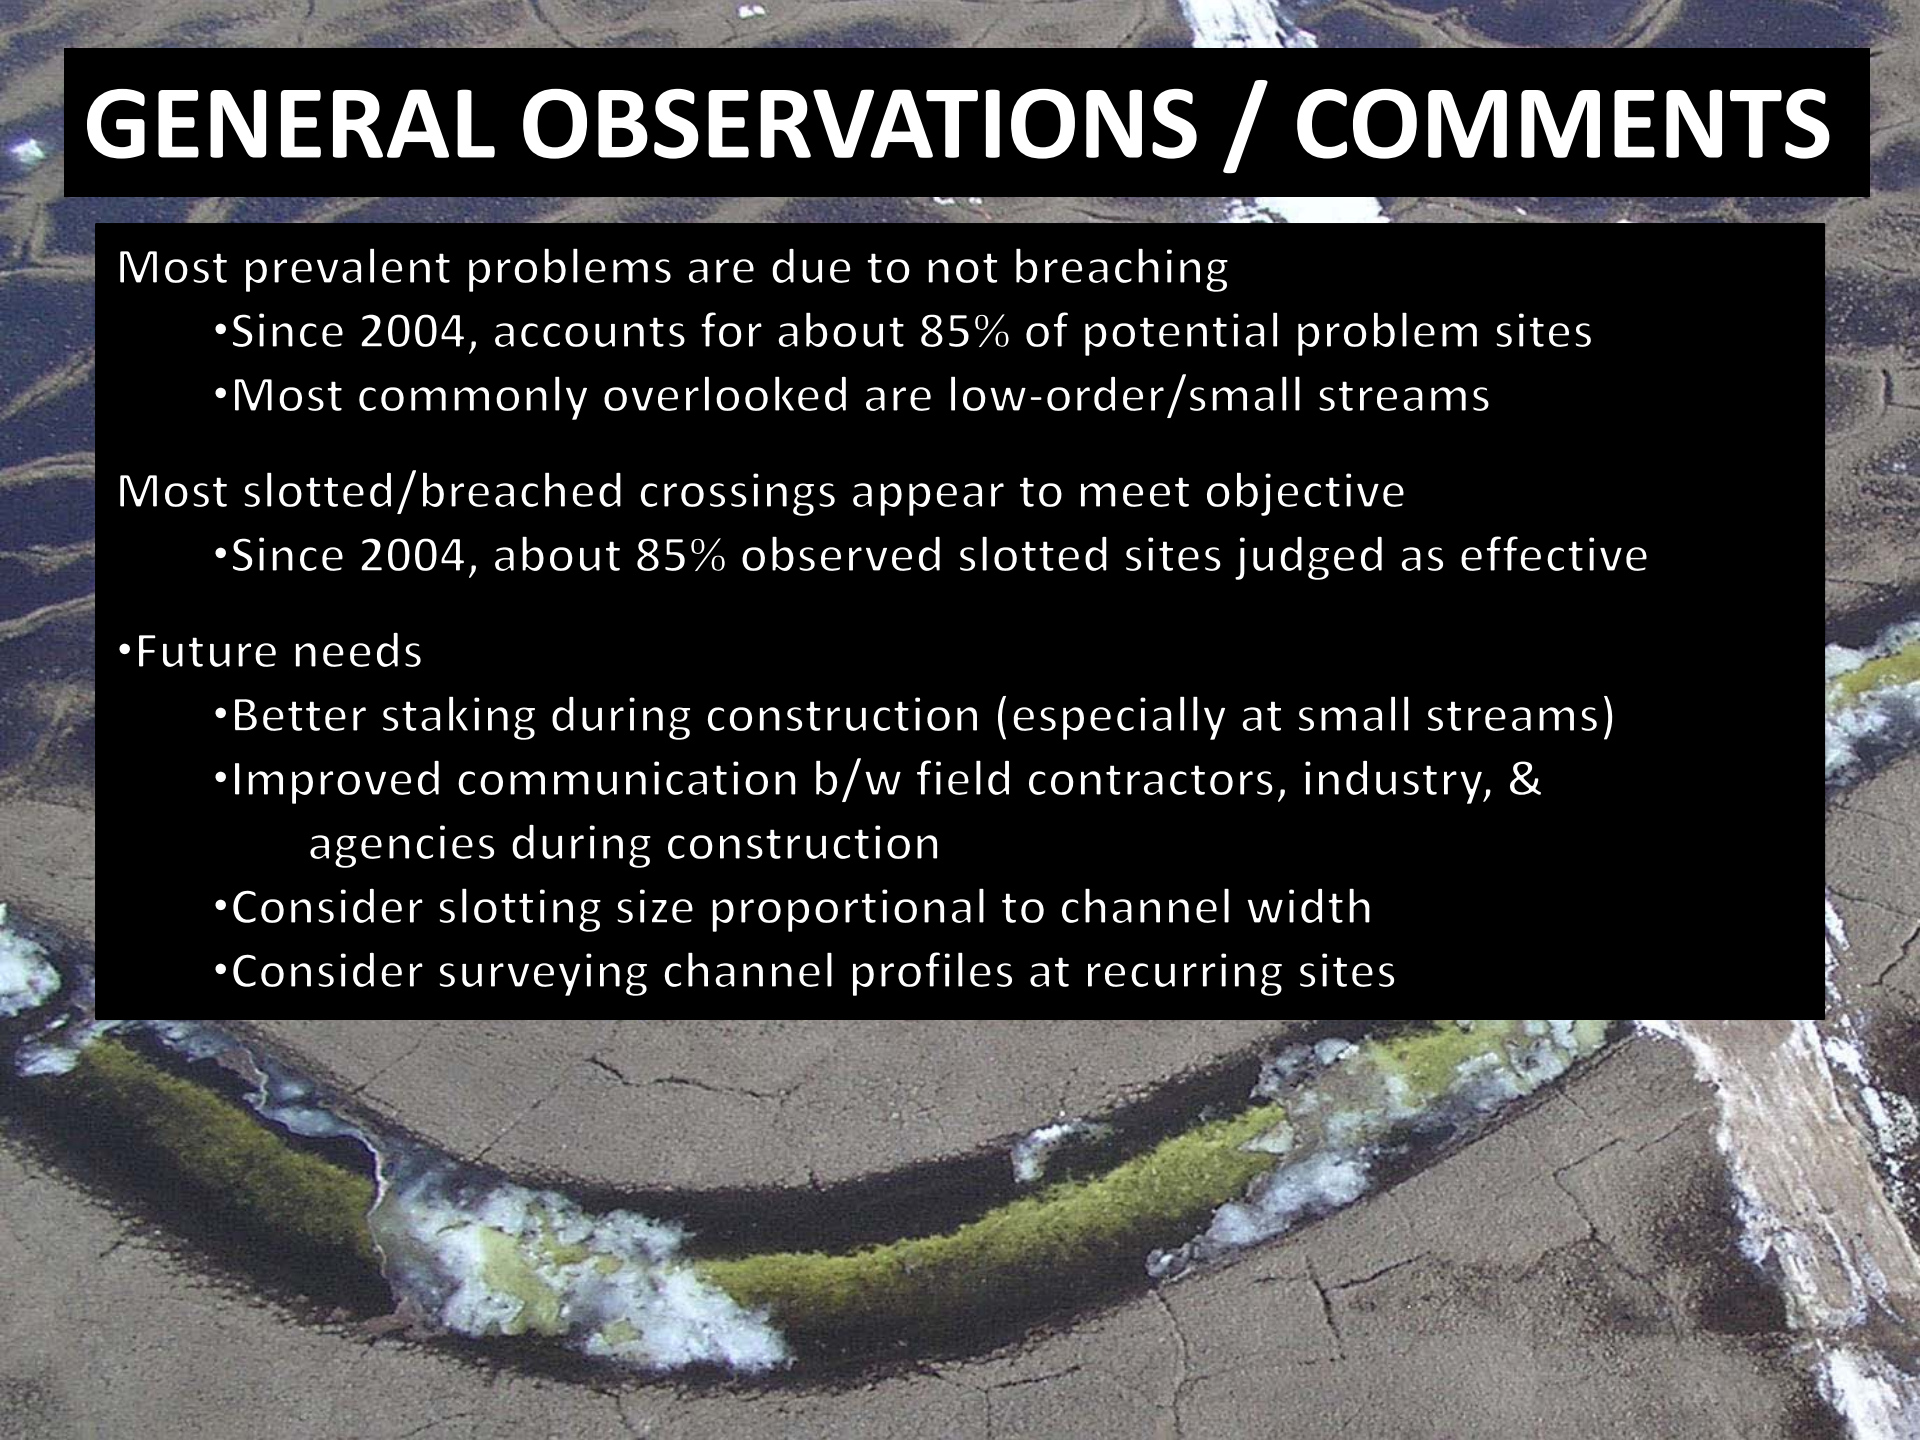 GENERAL OBSERVATIONS / COMMENTS
Most prevalent problems are due to not breaching
•Since 2004, accounts for about 85% of potential problem sites
•Most commonly overlooked are low-order/small streams
Most slotted/breached crossings appear to meet objective
•Since 2004, about 85% observed slotted sites judged as effective
•Future needs
•Better staking during construction (especially at small streams)
•Improved communication b/w field contractors, industry, &
agencies during construction
•Consider slotting size proportional to channel width
•Consider surveying channel profiles at recurring sites